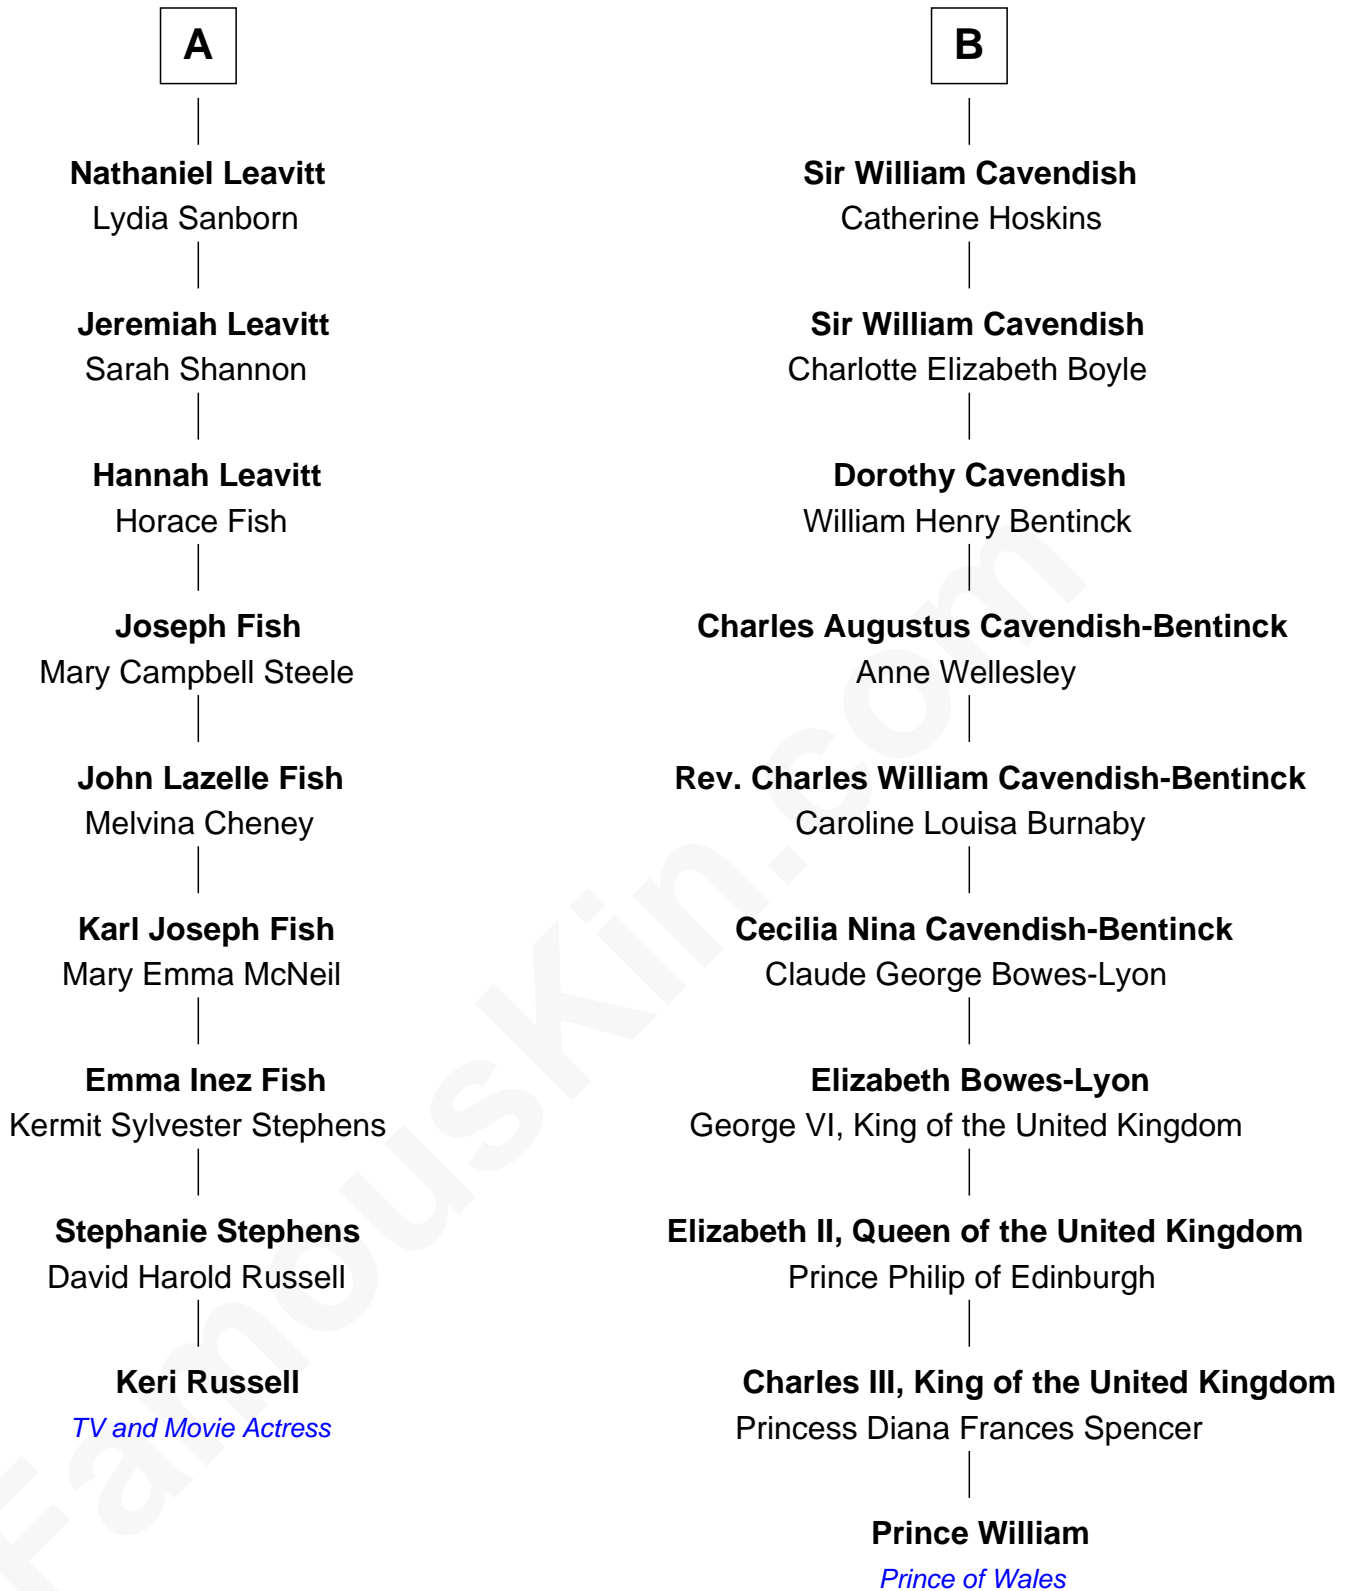 A
Nathaniel Leavitt
Lydia Sanborn
Jeremiah Leavitt
Sarah Shannon
Hannah Leavitt
Horace Fish
Joseph Fish
Mary Campbell Steele
John Lazelle Fish
Melvina Cheney
Karl Joseph Fish
Mary Emma McNeil
Emma Inez Fish
Kermit Sylvester Stephens
Stephanie Stephens
David Harold Russell
Keri Russell
TV and Movie Actress
B
Sir William Cavendish
Catherine Hoskins
Sir William Cavendish
Charlotte Elizabeth Boyle
Dorothy Cavendish
William Henry Bentinck
Charles Augustus Cavendish-Bentinck
Anne Wellesley
Rev. Charles William Cavendish-Bentinck
Caroline Louisa Burnaby
Cecilia Nina Cavendish-Bentinck
Claude George Bowes-Lyon
Elizabeth Bowes-Lyon
George VI, King of the United Kingdom
Elizabeth II, Queen of the United Kingdom
Prince Philip of Edinburgh
Charles III, King of the United Kingdom
Princess Diana Frances Spencer
Prince William
Prince of Wales
FamousKin.com